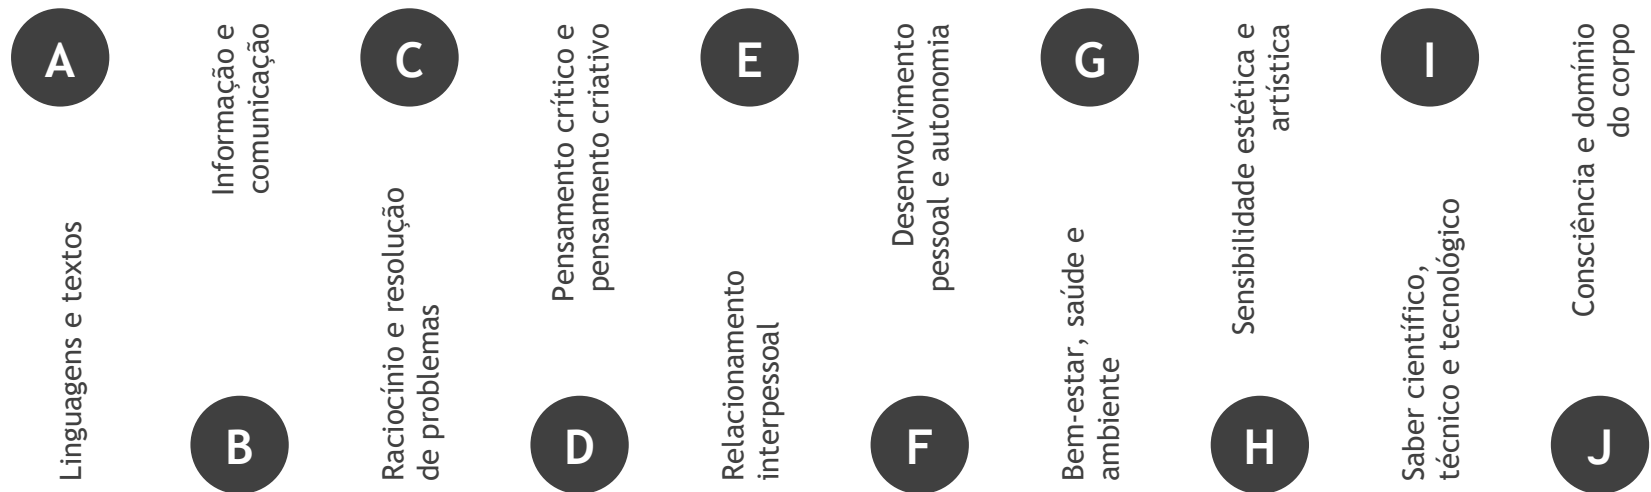 A
Linguagens e textos
B
Informação e
comunicação
C
Raciocínio e resolução
de problemas
D
Pensamento crítico e
pensamento criativo
E
Relacionamento
interpessoal
F
Desenvolvimento
pessoal e autonomia
G
Bem-estar, saúde e
ambiente
H
Sensibilidade estética e
artística
I
Saber científico,
técnico e tecnológico
J
Consciência e domínio
do corpo